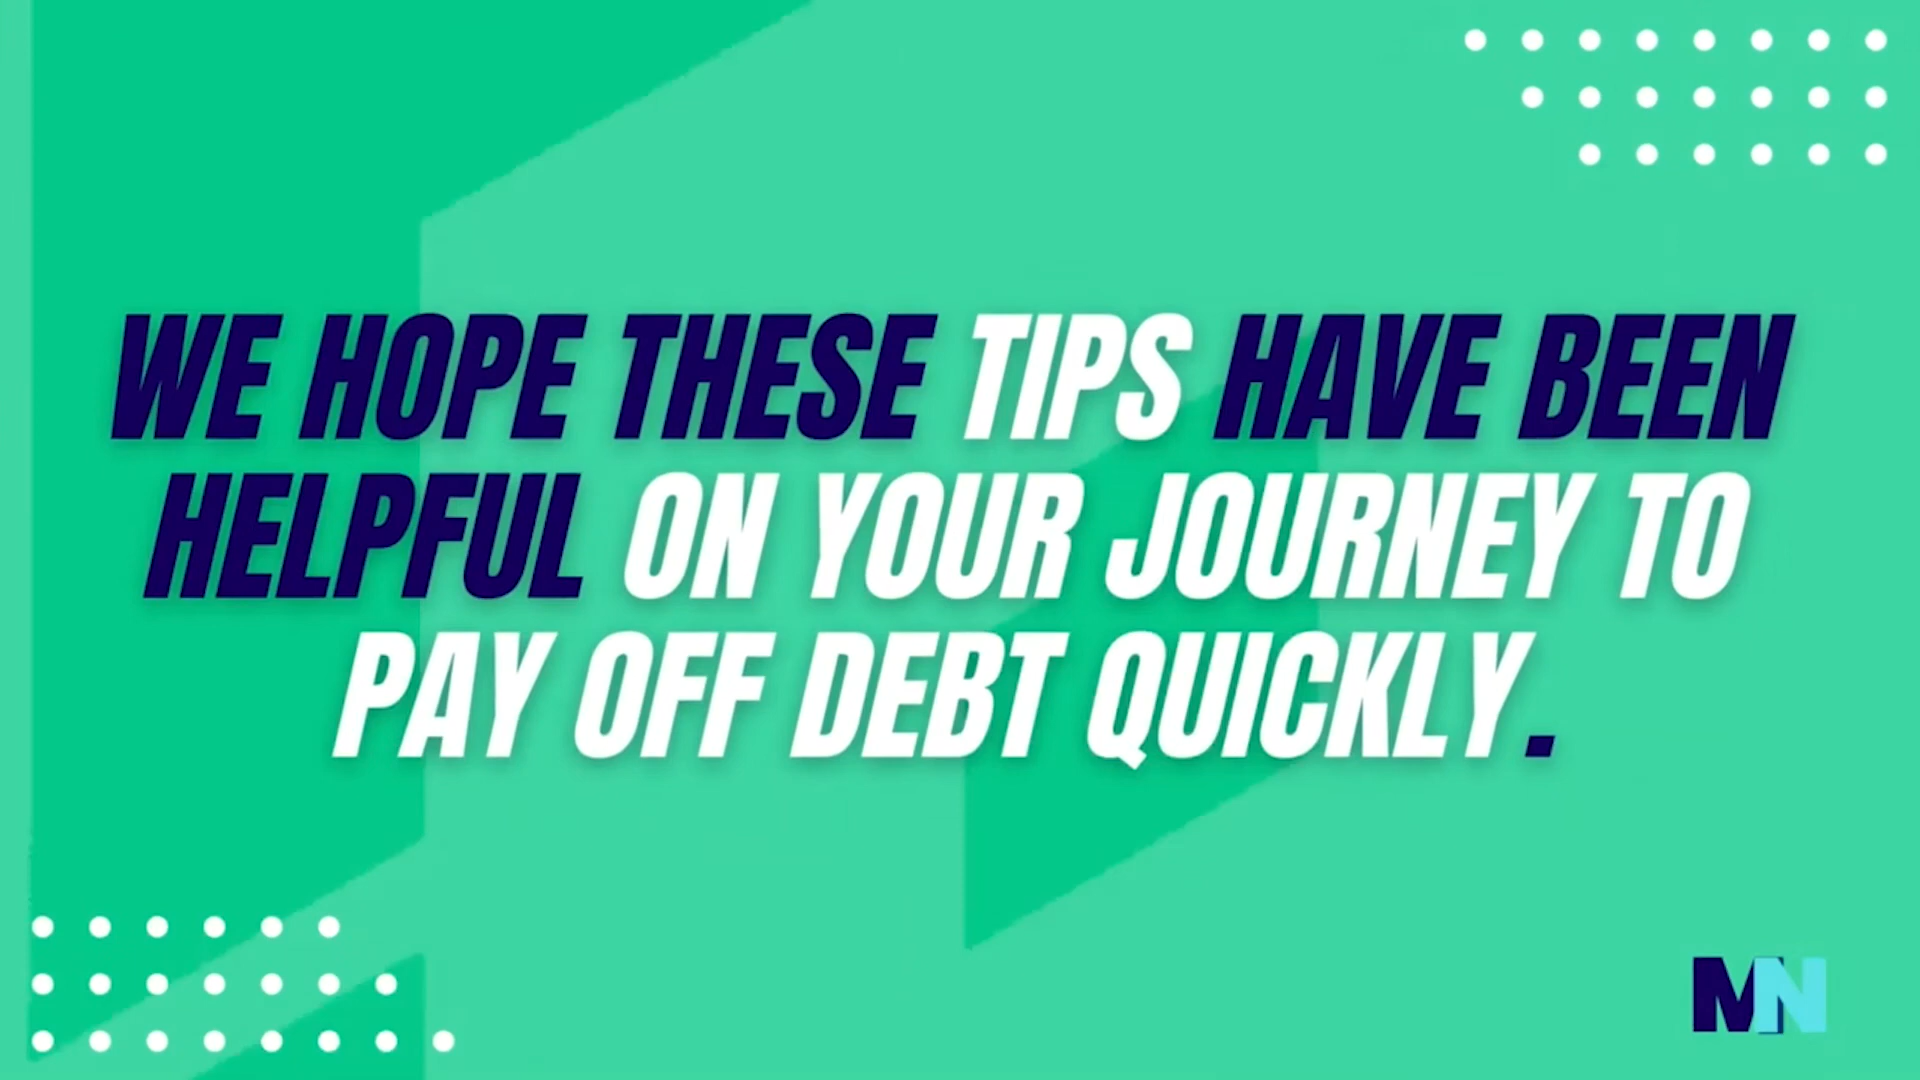 WE HOPE THESE TIPS HAVE BEEN
HELPFUL ON YOUR JOURNEY TO
PAY OFF DEBT QUICKLY.
MN